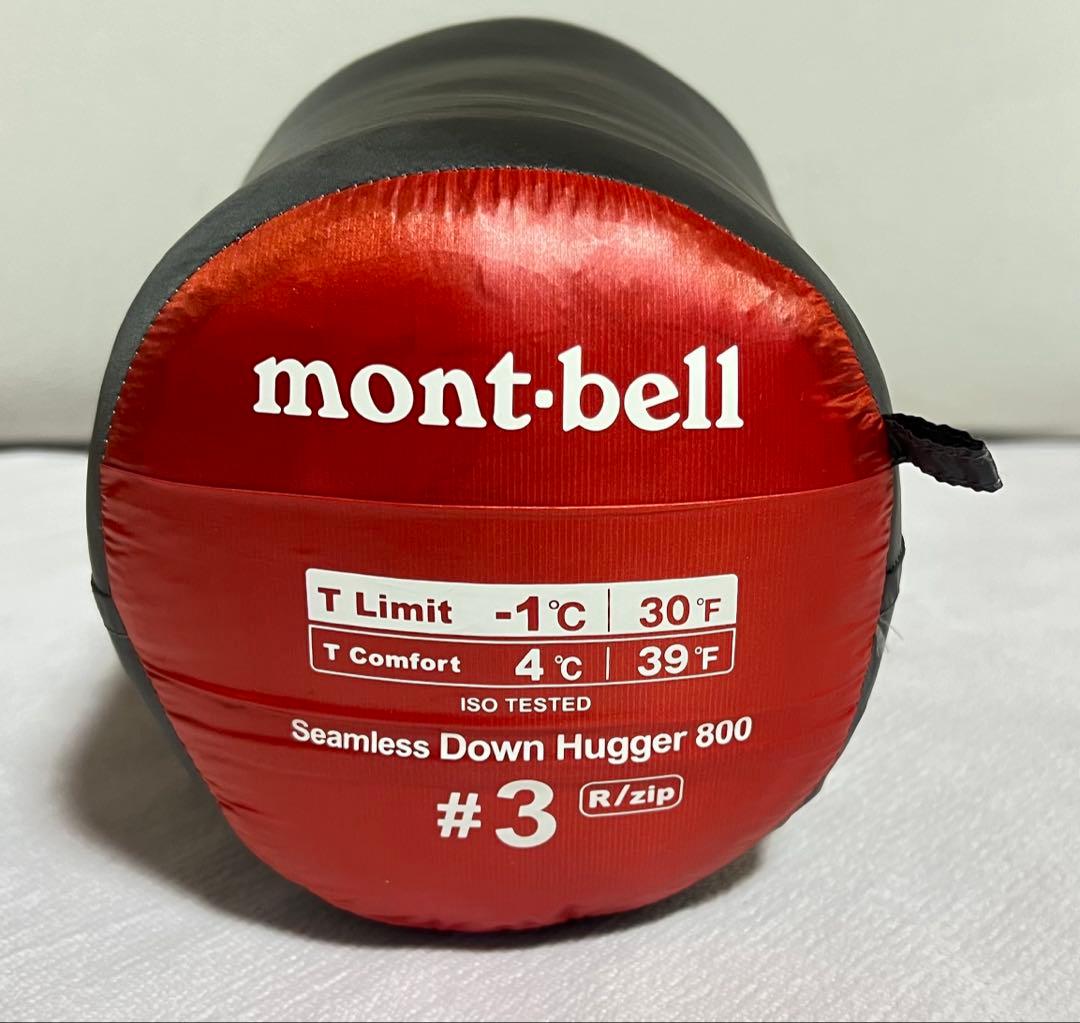 mont·bell
T Limit -1℃ | 30℉
T Comfort 4℃ | 39℉
ISO TESTED
Seamless Down Hugger 800
#3 R/zip